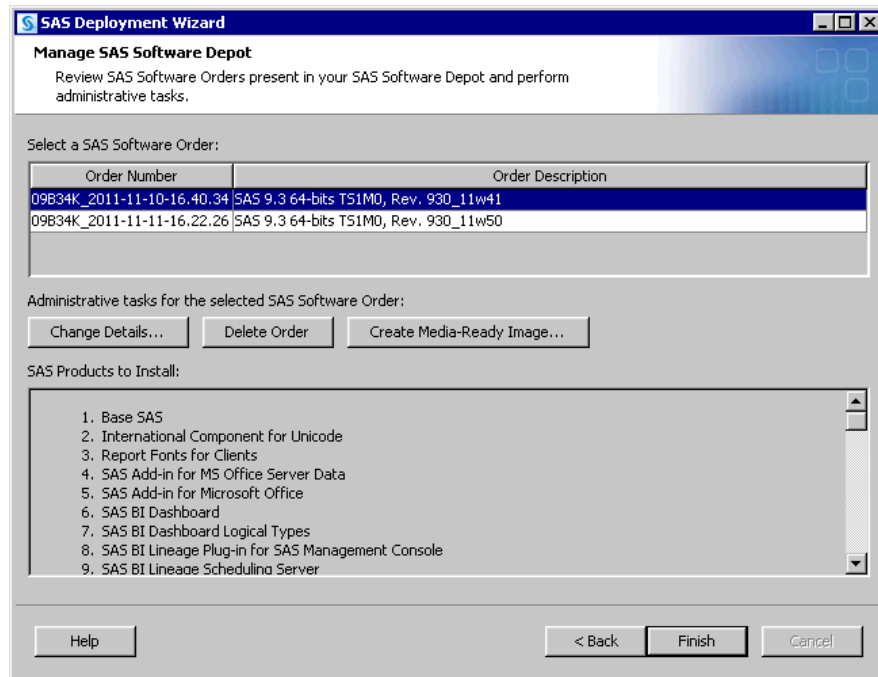 SAS Deployment Wizard
Manage SAS Software Depot
Review SAS Software Orders present in your SAS Software Depot and perform
administrative tasks.
Select a SAS Software Order:
Order Number Order Description
09B34K_2011-11-10-16.40.34 SAS 9.3 64-bits TS1M0, Rev. 930_11w41
09B34K_2011-11-11-16.22.26 SAS 9.3 64-bits TS1M0, Rev. 930_11w50
Administrative tasks for the selected SAS Software Order:
Change Details... Delete Order Create Media-Ready Image...
SAS Products to Install:
1. Base SAS
2. International Component for Unicode
3. Report Fonts for Clients
4. SAS Add-in for MS Office Server Data
5. SAS Add-in for Microsoft Office
6. SAS BI Dashboard
7. SAS BI Dashboard Logical Types
8. SAS BI Lineage Plug-in for SAS Management Console
9. SAS BI Lineage Scheduling Server
Help < Back Finish Cancel